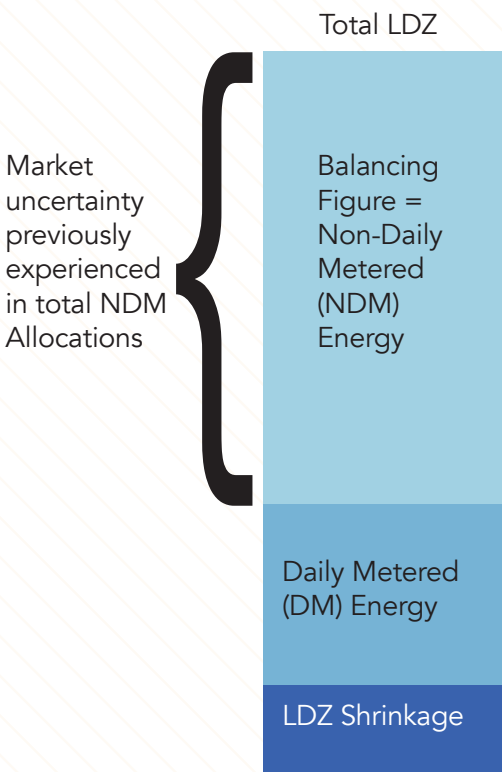 Total LDZ
Market
uncertainty
previously
experienced
in total NDM
Allocations
Balancing
Figure =
Non-Daily
Metered
(NDM)
Energy
Daily Metered
(DM) Energy
LDZ Shrinkage